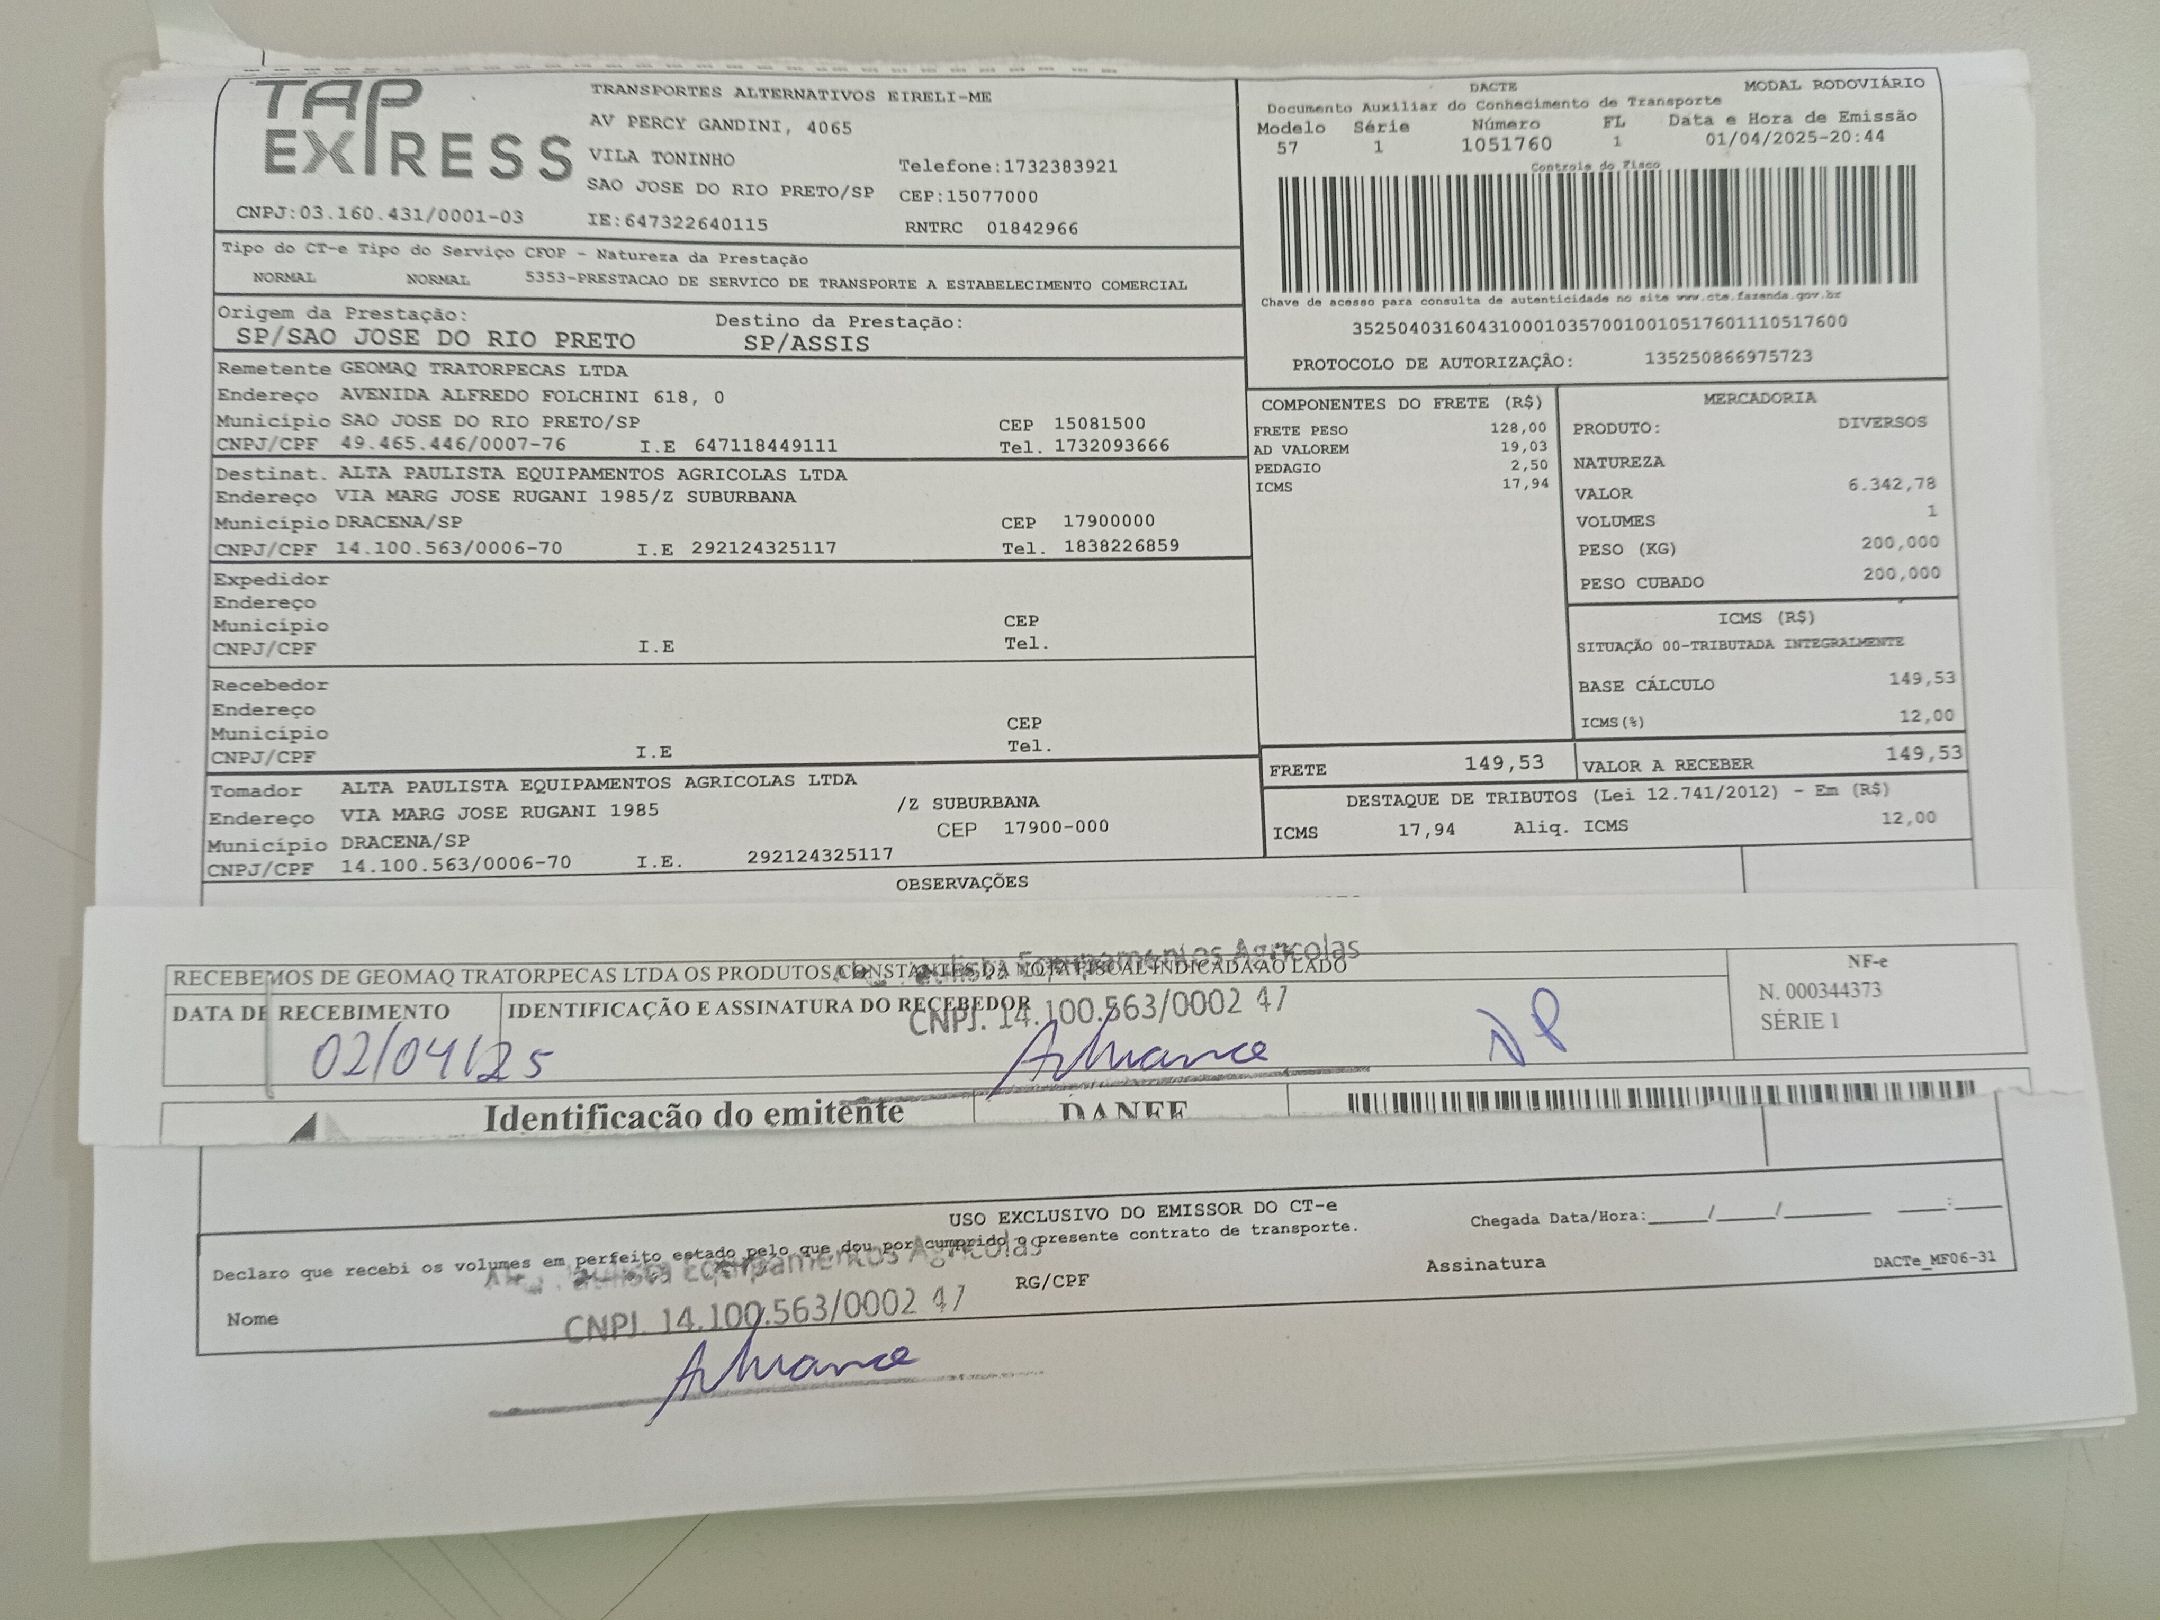 TAP EXPRESS
TRANSPORTES ALTERNATIVOS EIRELI-ME
AV PERCY GANDINI, 4065
VILA TONINHO
Telefone:1732383921
SAO JOSE DO RIO PRETO/SP CEP:15077000
CNPJ:03.160.431/0001-03 IE:647322640115 RNTRC 01842966
DACTE MODAL RODOVIÁRIO
Documento Auxiliar do Conhecimento de Transporte
Modelo Série Número FL Data e Hora de Emissão
57 1 1051760 1 01/04/2025-20:44
Controle do Fisco
Chave de acesso para consulta de autenticidade no site www.cte.fazenda.gov.br
35250403160431000103570010010517601110517600
PROTOCOLO DE AUTORIZAÇÃO: 135250866975723
Tipo do CT-e Tipo do Serviço CFOP - Natureza da Prestação
NORMAL NORMAL 5353-PRESTACAO DE SERVICO DE TRANSPORTE A ESTABELECIMENTO COMERCIAL
Origem da Prestação: Destino da Prestação:
SP/SAO JOSE DO RIO PRETO SP/ASSIS
Remetente GEOMAQ TRATORPECAS LTDA
Endereço AVENIDA ALFREDO FOLCHINI 618, 0
Município SAO JOSE DO RIO PRETO/SP CEP 15081500
CNPJ/CPF 49.465.446/0007-76 I.E 647118449111 Tel. 1732093666
Destinat. ALTA PAULISTA EQUIPAMENTOS AGRICOLAS LTDA
Endereço VIA MARG JOSE RUGANI 1985/Z SUBURBANA
Município DRACENA/SP CEP 17900000
CNPJ/CPF 14.100.563/0006-70 I.E 292124325117 Tel. 1838226859
Expedidor
Endereço
Município CEP
CNPJ/CPF I.E Tel.
Recebedor
Endereço
Município CEP
CNPJ/CPF I.E Tel.
Tomador ALTA PAULISTA EQUIPAMENTOS AGRICOLAS LTDA
Endereço VIA MARG JOSE RUGANI 1985 /Z SUBURBANA
Município DRACENA/SP CEP 17900-000
CNPJ/CPF 14.100.563/0006-70 I.E. 292124325117
COMPONENTES DO FRETE (R$)
FRETE PESO 128,00
AD VALOREM 19,03
PEDAGIO 2,50
ICMS 17,94
MERCADORIA
PRODUTO: DIVERSOS
NATUREZA
VALOR 6.342,78
VOLUMES 1
PESO (KG) 200,000
PESO CUBADO 200,000
ICMS (R$)
SITUAÇÃO 00-TRIBUTADA INTEGRALMENTE
BASE CÁLCULO 149,53
ICMS(%) 12,00
FRETE 149,53 VALOR A RECEBER 149,53
DESTAQUE DE TRIBUTOS (Lei 12.741/2012) - Em (R$)
ICMS 17,94 Aliq. ICMS 12,00
OBSERVAÇÕES
RECEBEMOS DE GEOMAQ TRATORPECAS LTDA OS PRODUTOS CONSTANTES DA NOTA FISCAL INDICADA AO LADO
Equipamentos Agrícolas
NF-e
N. 000344373
SÉRIE 1
DATA DE RECEBIMENTO IDENTIFICAÇÃO E ASSINATURA DO RECEBEDOR
CNPJ. 14.100.563/0002 47
02/04/25
NP
Identificação do emitente DANFE
USO EXCLUSIVO DO EMISSOR DO CT-e
Declaro que recebi os volumes em perfeito estado pelo que dou por cumprido o presente contrato de transporte.
Chegada Data/Hora:____/____/______ ____:____
Equipamentos Agrícolas
Nome RG/CPF Assinatura DACTe_MF06-31
CNPJ. 14.100.563/0002 47